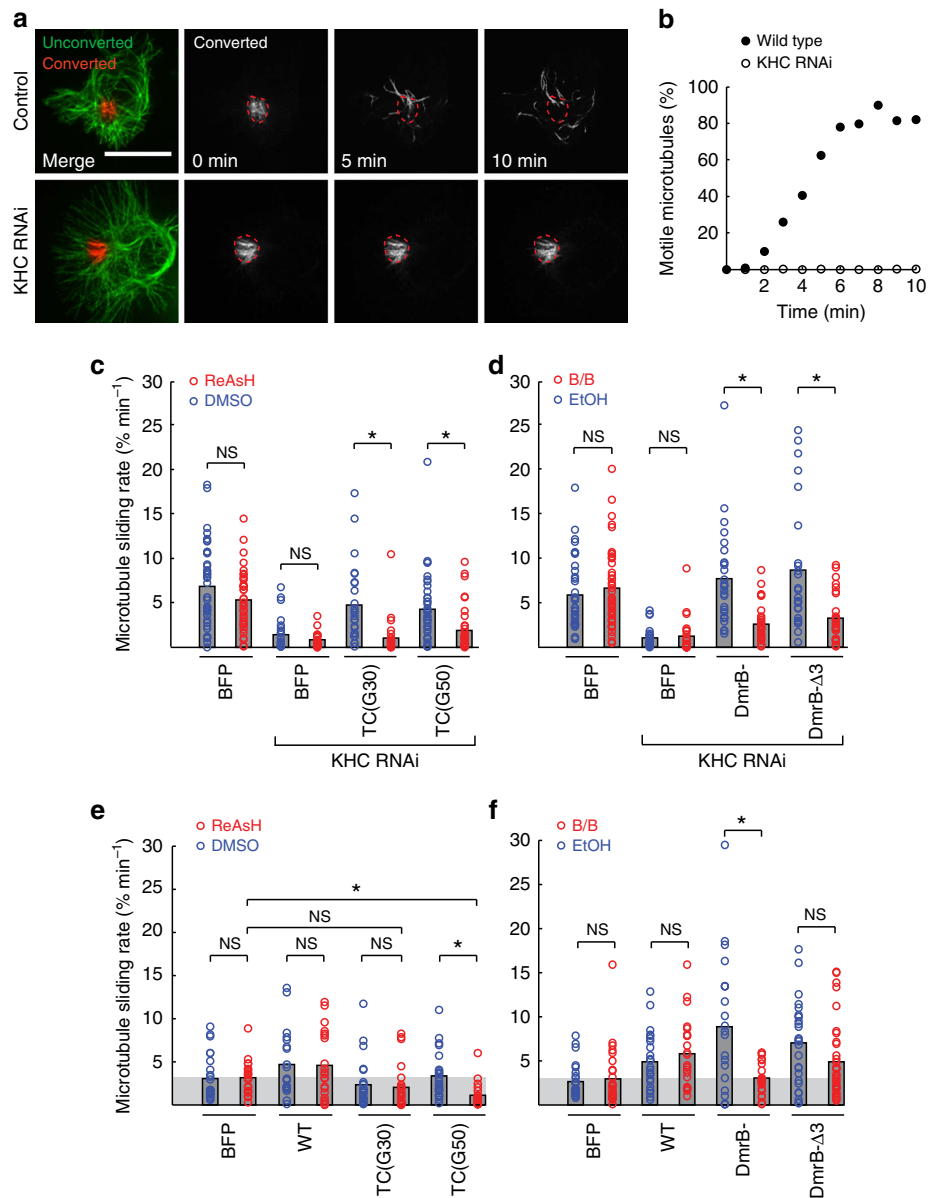 a
Unconverted
Converted
Converted
Control
Merge
0 min
5 min
10 min
KHC RNAi
b
Wild type
KHC RNAi
Motile microtubules (%)
100
80
60
40
20
2 4 6 8 10
Time (min)
c
ReAsH
DMSO
Microtubule sliding rate (% min⁻¹)
30
25
20
15
10
5
NS
NS
*
*
BFP
BFP
TC(G30)
TC(G50)
KHC RNAi
d
B/B
EtOH
30
25
20
15
10
5
NS
NS
*
*
BFP
BFP
DmrB-
DmrB-Δ3
KHC RNAi
e
ReAsH
DMSO
Microtubule sliding rate (% min⁻¹)
30
25
20
15
10
5
*
NS
NS
NS
NS
*
BFP
WT
TC(G30)
TC(G50)
f
B/B
EtOH
30
25
20
15
10
5
NS
NS
*
NS
BFP
WT
DmrB-
DmrB-Δ3